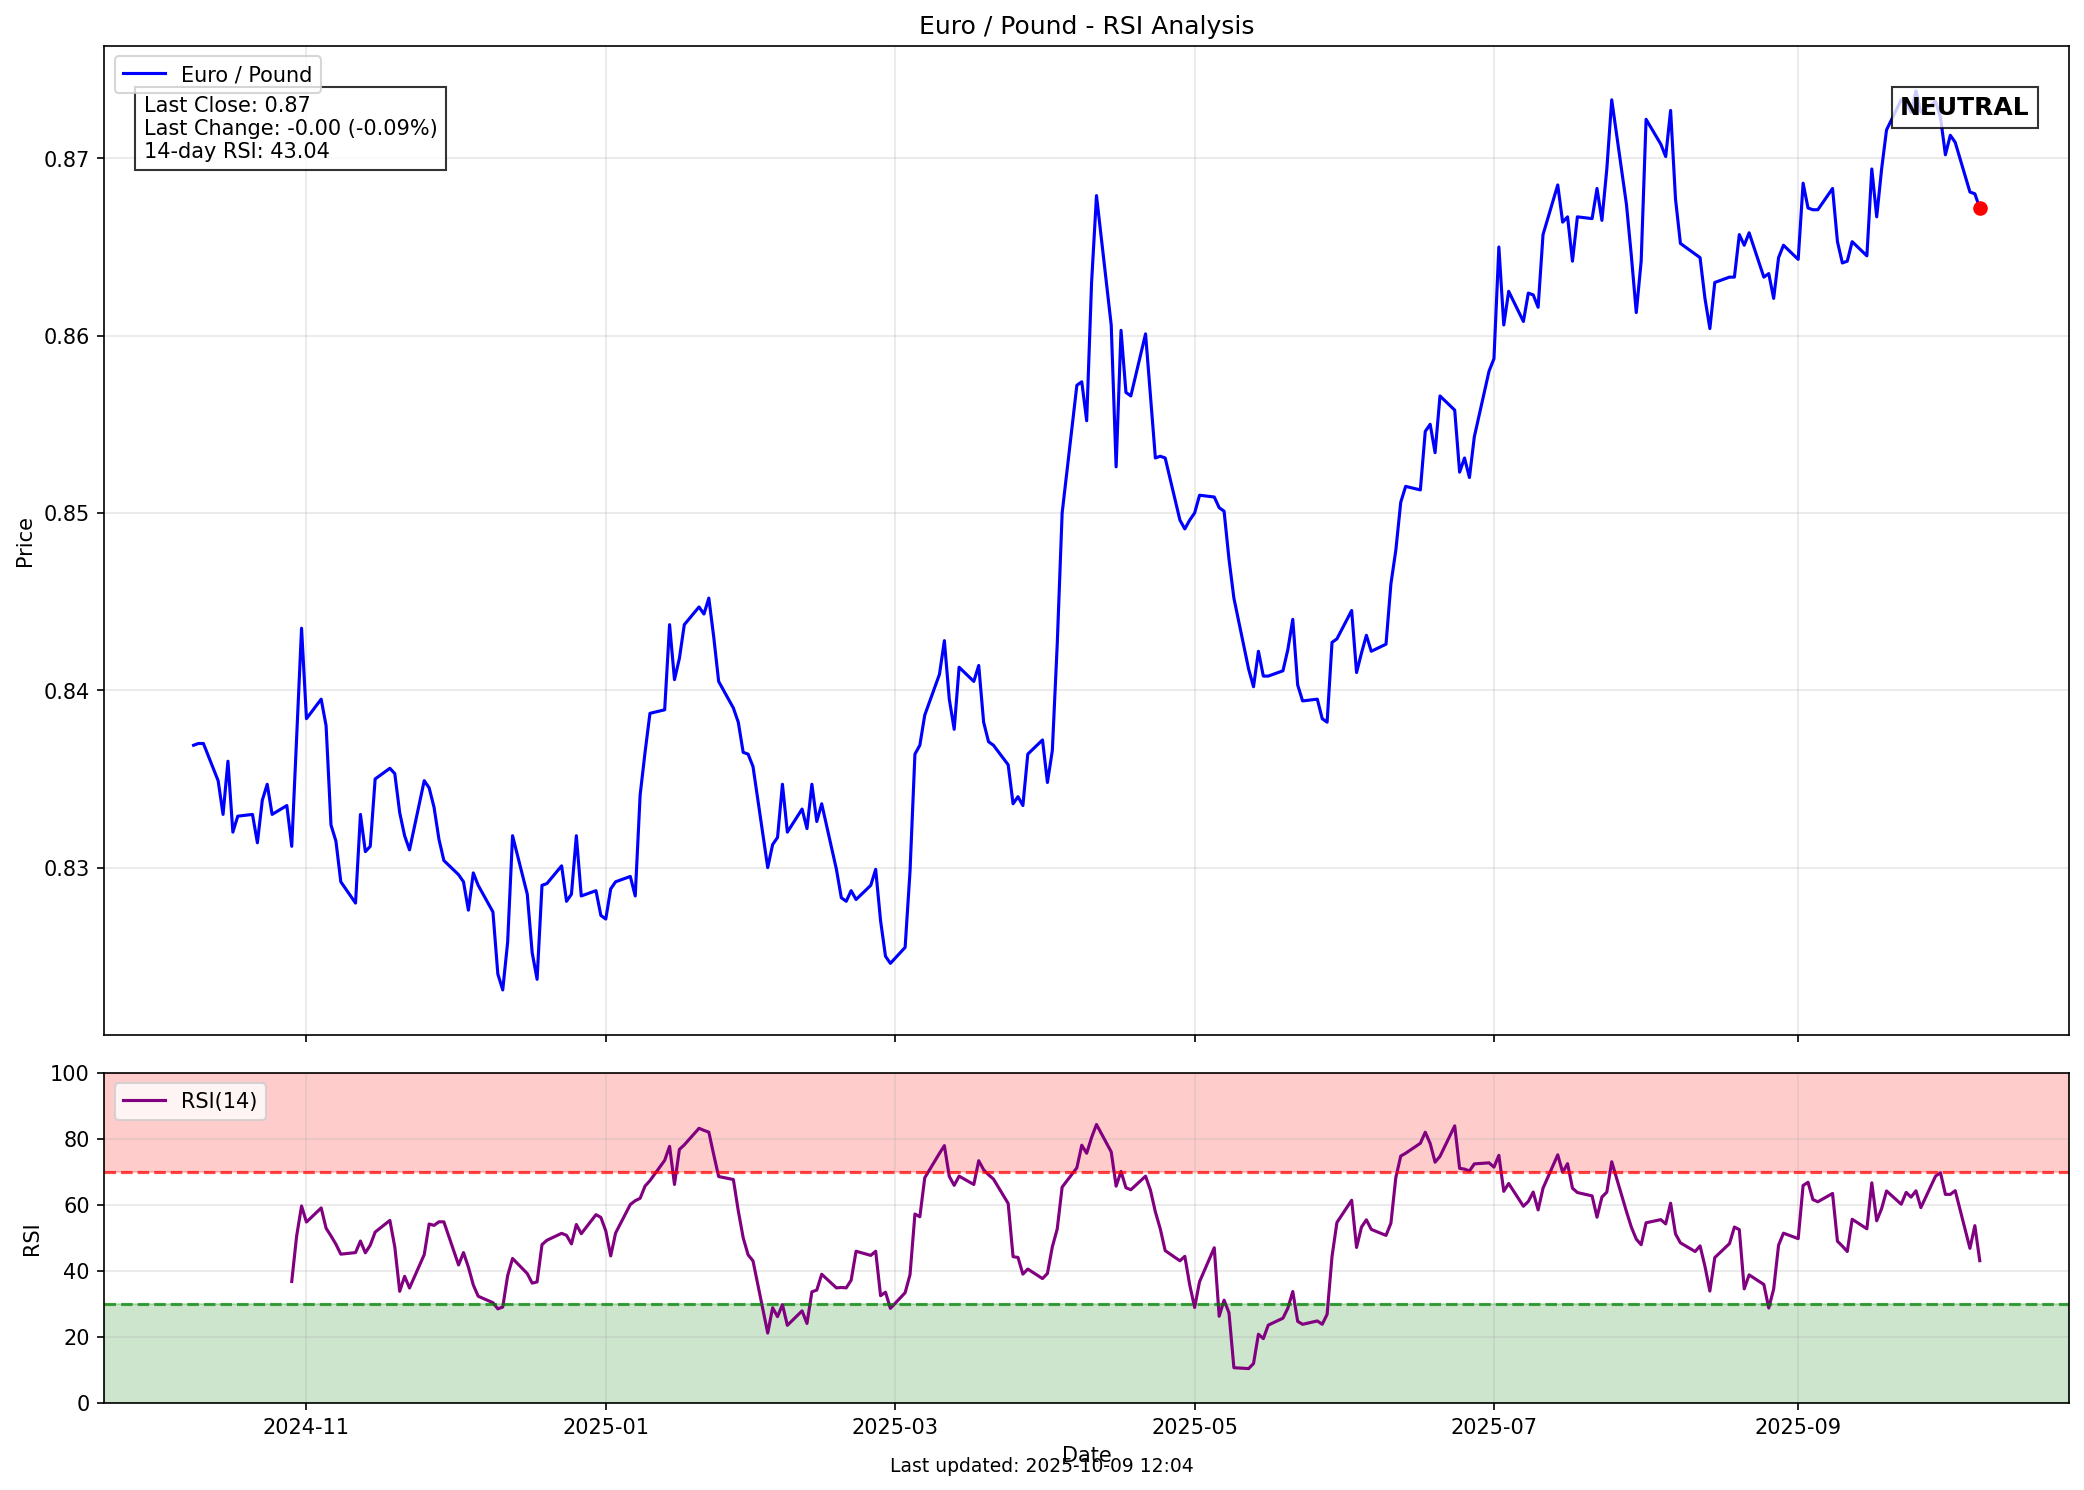 Euro / Pound - RSI Analysis
Euro / Pound
Last Close: 0.87
Last Change: -0.00 (-0.09%)
14-day RSI: 43.04
NEUTRAL
Price
0.87
0.86
0.85
0.84
0.83
RSI(14)
RSI
100
80
60
40
20
0
2024-11
2025-01
2025-03
2025-05
2025-07
2025-09
Date
Last updated: 2025-10-09 12:04